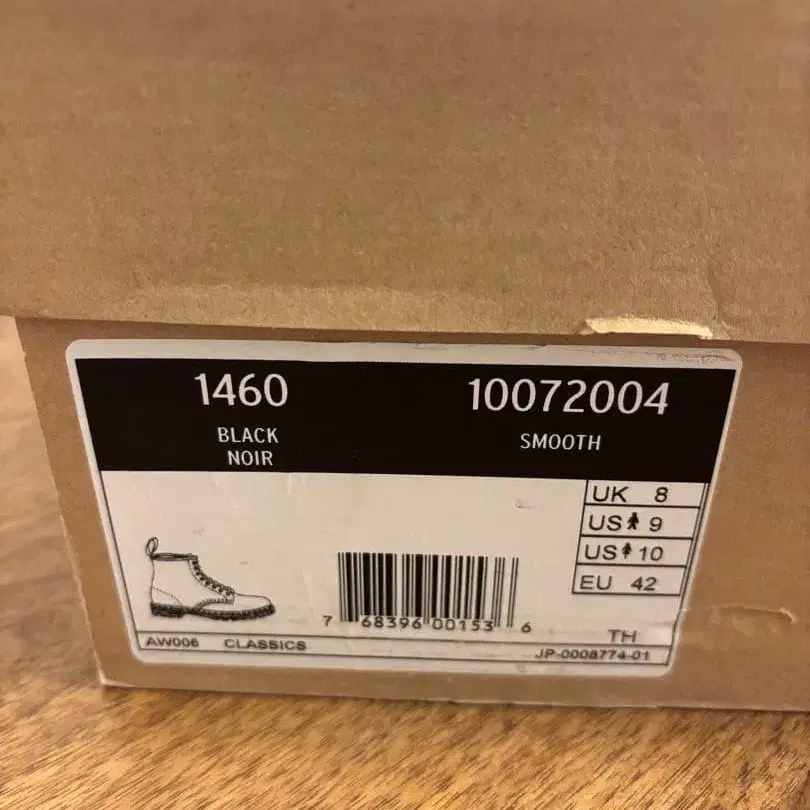 1460
BLACK
NOIR
10072004
SMOOTH
UK 8
US 9
US 10
EU 42
7 68396 00153 6
TH
AW006 CLASSICS
JP-0008774-01